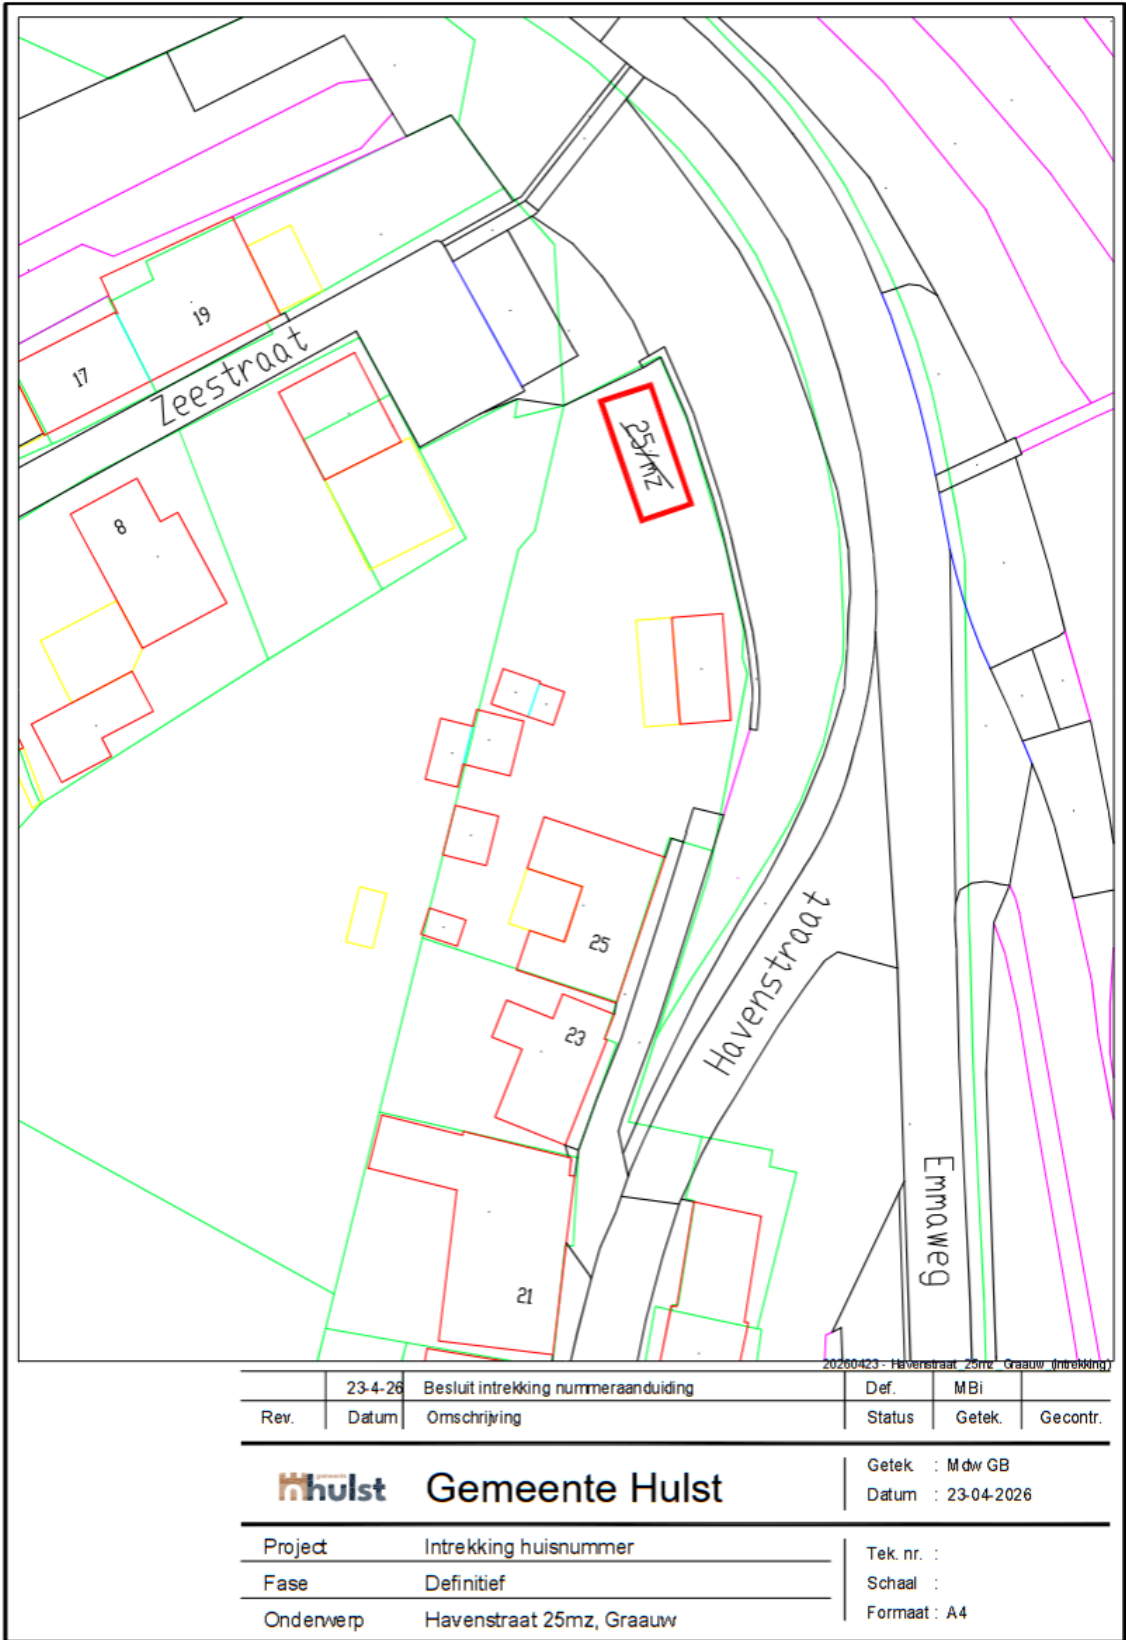 19
17
Zeestraat
25/mz
8
25
Havenstraat
23
Emmaweg
21
20260423 - Havenstraat 25mz_Graauw (intrekking)
23-4-26 Besluit intrekking nummeraanduiding Def. MBi
Rev. Datum Omschrijving Status Getek. Gecontr.
gemeente
hulst
Gemeente Hulst
Getek : Mdw GB
Datum : 23-04-2026
Project Intrekking huisnummer
Fase Definitief
Onderwerp Havenstraat 25mz, Graauw
Tek. nr. :
Schaal :
Formaat : A4